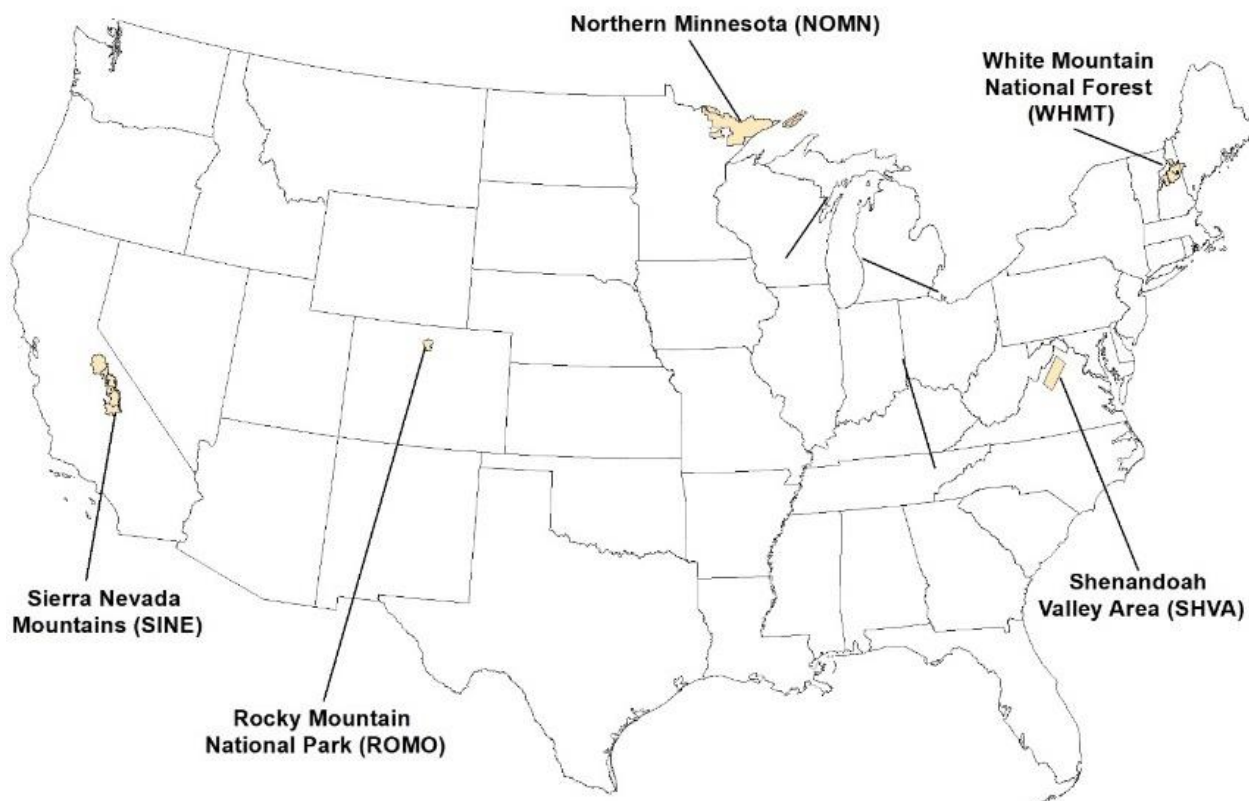 Northern Minnesota (NOMN)
White Mountain
National Forest
(WHMT)
Sierra Nevada
Mountains (SINE)
Rocky Mountain
National Park (ROMO)
Shenandoah
Valley Area (SHVA)